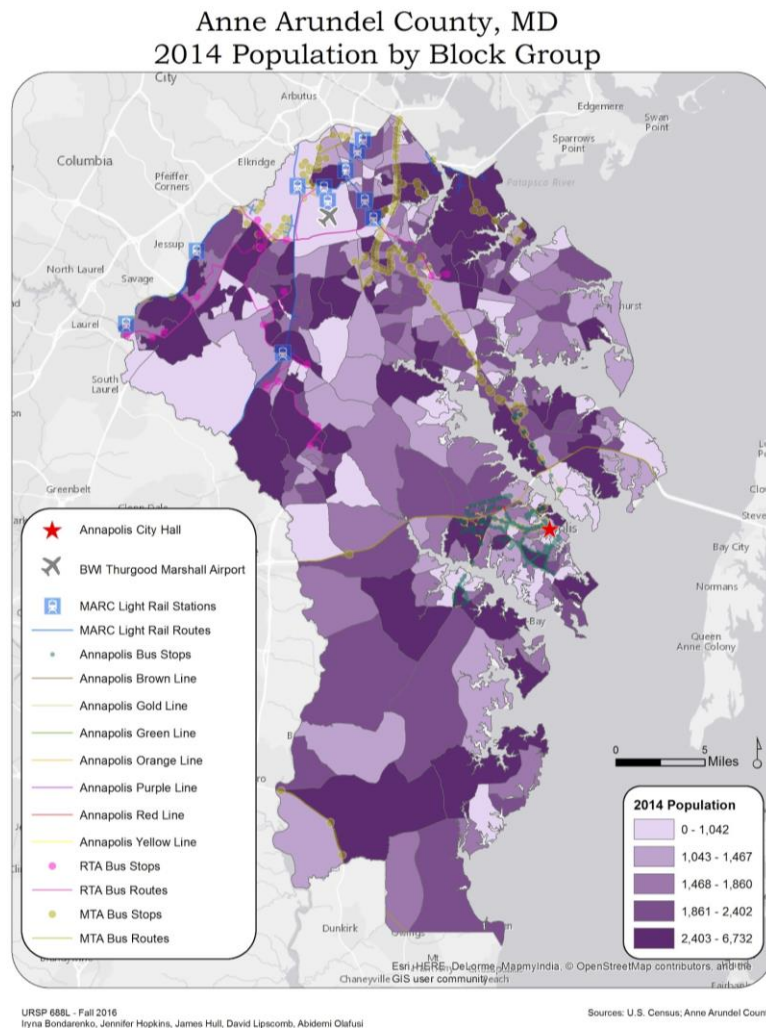 Anne Arundel County, MD
2014 Population by Block Group
City
Arbutus
Edgemere
Swan
Point
Sparrows
Point
Columbia
Elkridge
Pfeiffer
Corners
Patapsco River
Jessup
North Laurel
Savage
hurst
Laurel
South
Laurel
Greenbelt
Glenn Dale
Bay City
Normans
Queen
Anne Colony
Annapolis City Hall
BWI Thurgood Marshall Airport
MARC Light Rail Stations
MARC Light Rail Routes
Annapolis Bus Stops
Annapolis Brown Line
Annapolis Gold Line
Annapolis Green Line
Annapolis Orange Line
Annapolis Purple Line
Annapolis Red Line
Annapolis Yellow Line
RTA Bus Stops
RTA Bus Routes
MTA Bus Stops
MTA Bus Routes
0 5
Miles
2014 Population
0 - 1,042
1,043 - 1,467
1,468 - 1,860
1,861 - 2,402
2,403 - 6,732
Dunkirk
Owings
Mt
Chaneyville
Esri, HERE, DeLorme, MapmyIndia, © OpenStreetMap contributors, and the
GIS user community
URSP 688L - Fall 2016
Iryna Bondarenko, Jennifer Hopkins, James Hull, David Lipscomb, Abidemi Olafusi
Sources: U.S. Census; Anne Arundel Coun